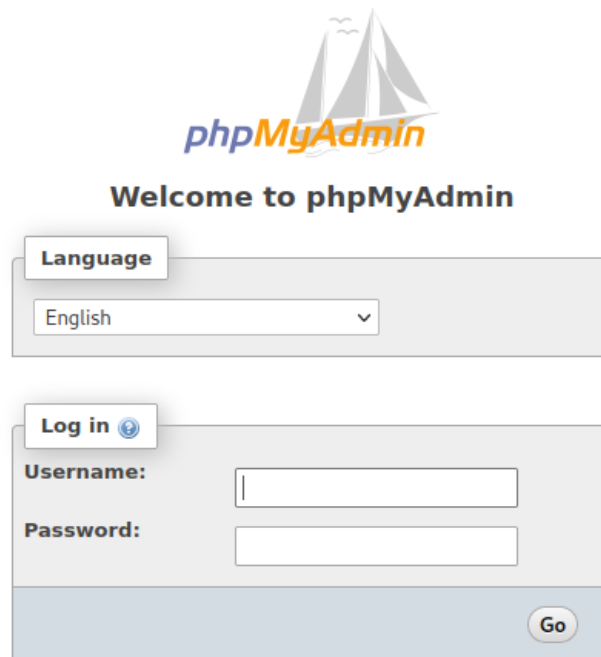 phpMyAdmin
Welcome to phpMyAdmin
Language
English
Log in
Username:
Password:
Go